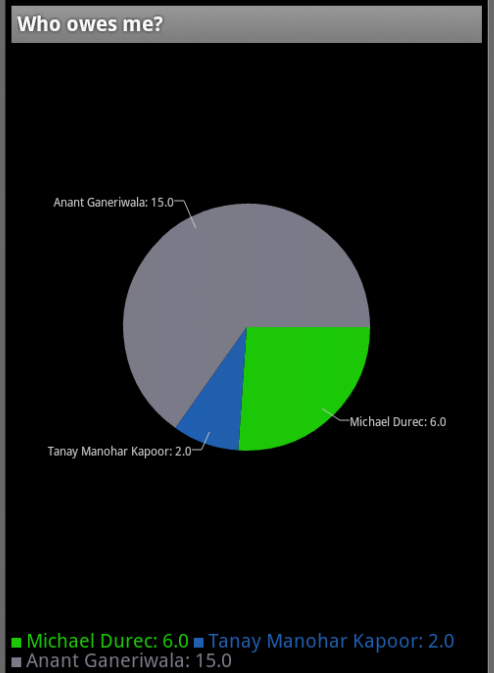 Who owes me?
Anant Ganeriwala: 15.0
Michael Durec: 6.0
Tanay Manohar Kapoor: 2.0
Michael Durec: 6.0 Tanay Manohar Kapoor: 2.0
Anant Ganeriwala: 15.0